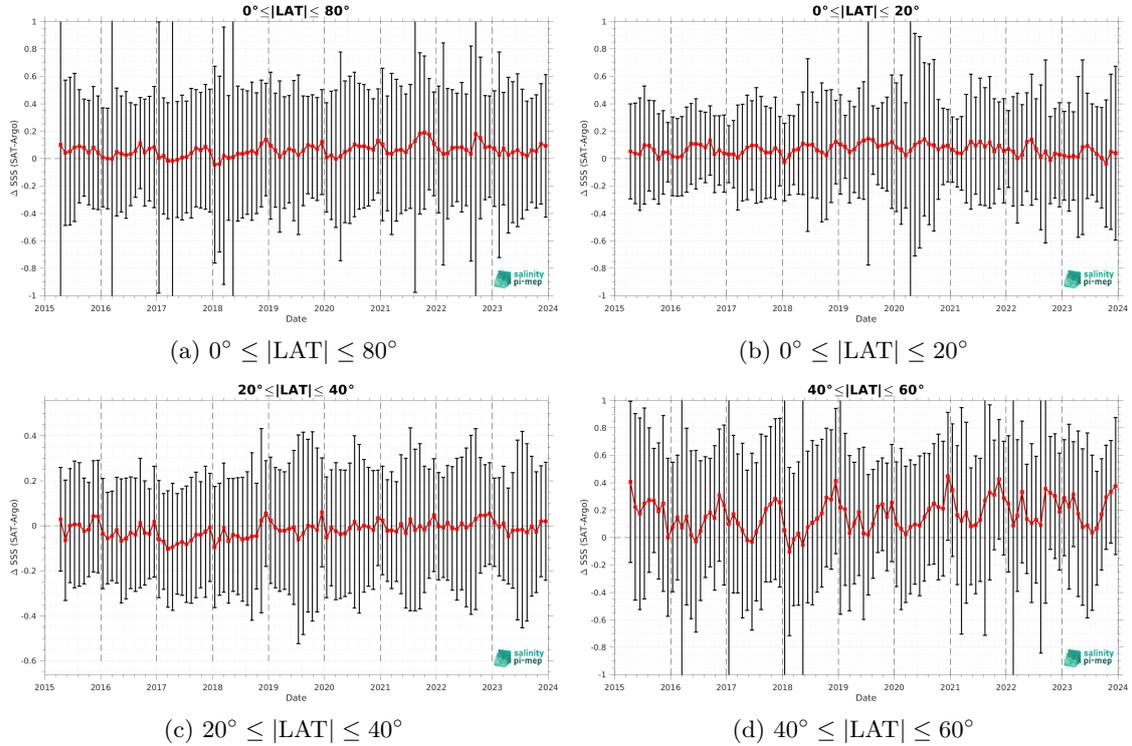 0°≤|LAT|≤ 80°
1
0.8
0.6
0.4
0.2
0
-0.2
-0.4
-0.6
-0.8
-1
Δ SSS (SAT-Argo)
2015 2016 2017 2018 2019 2020 2021 2022 2023 2024
Date
salinity
pi-mep
(a) 0° ≤ |LAT| ≤ 80°
0°≤|LAT|≤ 20°
1
0.8
0.6
0.4
0.2
0
-0.2
-0.4
-0.6
-0.8
-1
Δ SSS (SAT-Argo)
2015 2016 2017 2018 2019 2020 2021 2022 2023 2024
Date
salinity
pi-mep
(b) 0° ≤ |LAT| ≤ 20°
20°≤|LAT|≤ 40°
0.4
0.2
0
-0.2
-0.4
-0.6
Δ SSS (SAT-Argo)
2015 2016 2017 2018 2019 2020 2021 2022 2023 2024
Date
salinity
pi-mep
(c) 20° ≤ |LAT| ≤ 40°
40°≤|LAT|≤ 60°
1
0.8
0.6
0.4
0.2
0
-0.2
-0.4
-0.6
-0.8
-1
Δ SSS (SAT-Argo)
2015 2016 2017 2018 2019 2020 2021 2022 2023 2024
Date
salinity
pi-mep
(d) 40° ≤ |LAT| ≤ 60°